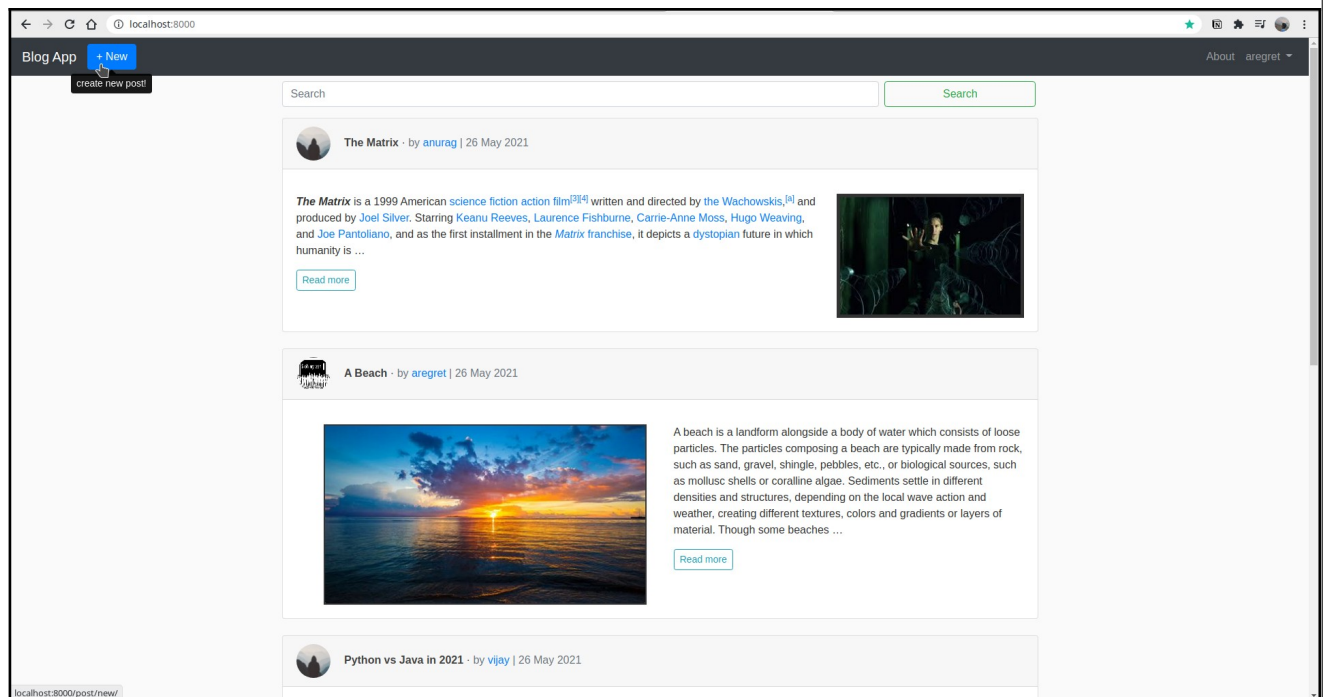 localhost:8000
Blog App
+ New
About aregret
create new post!
Search
Search
The Matrix · by anurag | 26 May 2021
The Matrix is a 1999 American science fiction action film[3][4] written and directed by the Wachowskis,[a] and
produced by Joel Silver. Starring Keanu Reeves, Laurence Fishburne, Carrie-Anne Moss, Hugo Weaving,
and Joe Pantoliano, and as the first installment in the Matrix franchise, it depicts a dystopian future in which
humanity is …
Read more
A Beach · by aregret | 26 May 2021
A beach is a landform alongside a body of water which consists of loose
particles. The particles composing a beach are typically made from rock,
such as sand, gravel, shingle, pebbles, etc., or biological sources, such
as mollusc shells or coralline algae. Sediments settle in different
densities and structures, depending on the local wave action and
weather, creating different textures, colors and gradients or layers of
material. Though some beaches …
Read more
Python vs Java in 2021 · by vijay | 26 May 2021
localhost:8000/post/new/